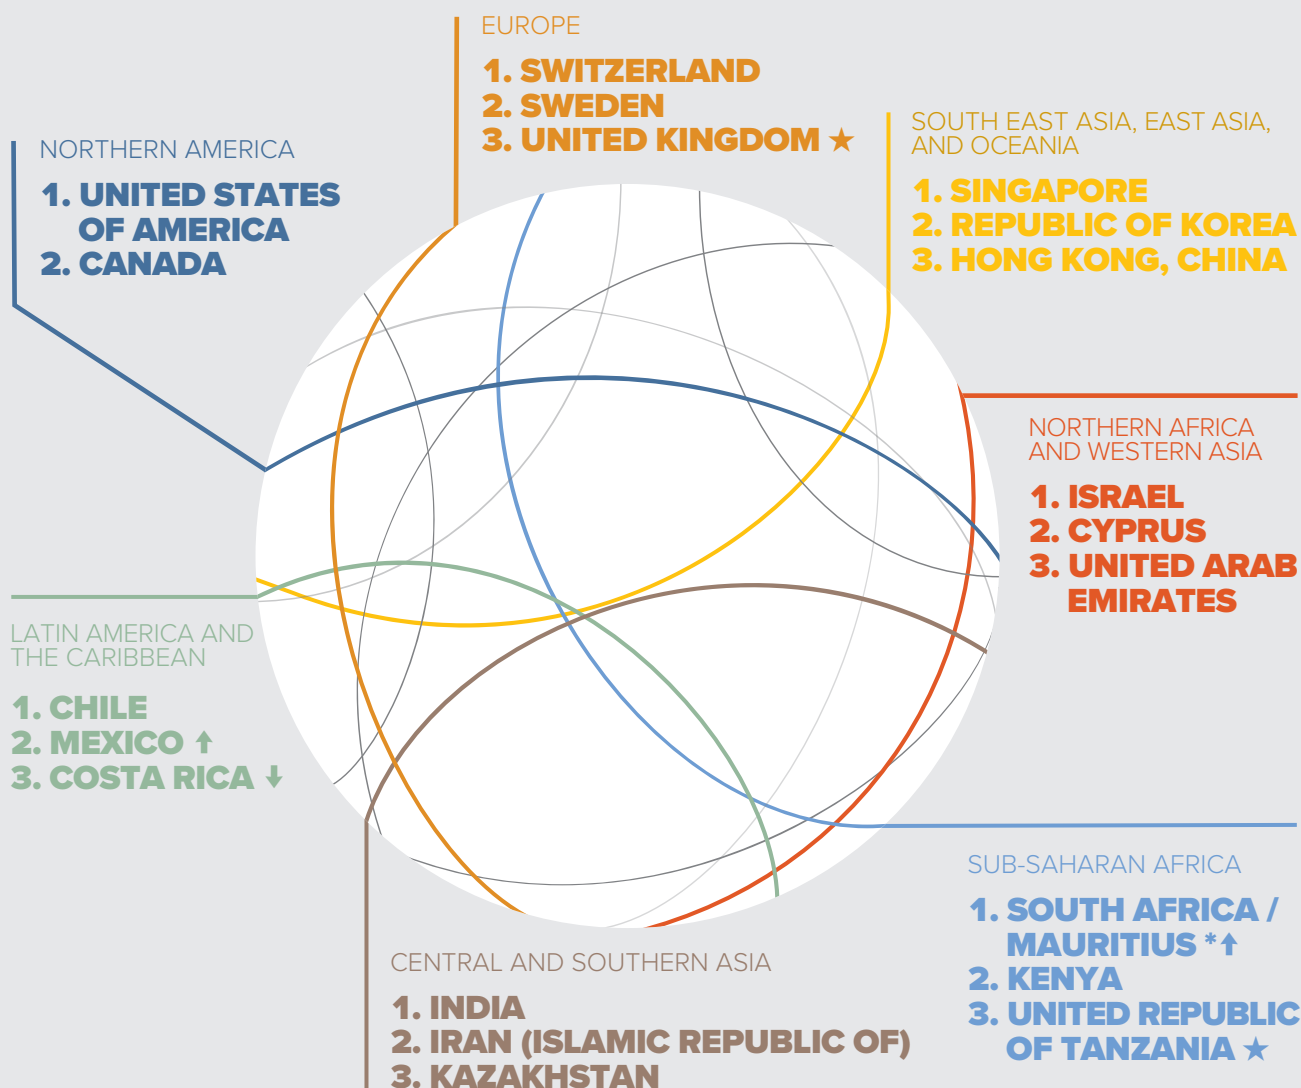 EUROPE
1. SWITZERLAND
2. SWEDEN
3. UNITED KINGDOM ★
NORTHERN AMERICA
1. UNITED STATES
OF AMERICA
2. CANADA
SOUTH EAST ASIA, EAST ASIA,
AND OCEANIA
1. SINGAPORE
2. REPUBLIC OF KOREA
3. HONG KONG, CHINA
NORTHERN AFRICA
AND WESTERN ASIA
1. ISRAEL
2. CYPRUS
3. UNITED ARAB
EMIRATES
LATIN AMERICA AND
THE CARIBBEAN
1. CHILE
2. MEXICO ↑
3. COSTA RICA ↓
SUB-SAHARAN AFRICA
1. SOUTH AFRICA /
MAURITIUS *↑
2. KENYA
3. UNITED REPUBLIC
OF TANZANIA ★
CENTRAL AND SOUTHERN ASIA
1. INDIA
2. IRAN (ISLAMIC REPUBLIC OF)
3. KAZAKHSTAN